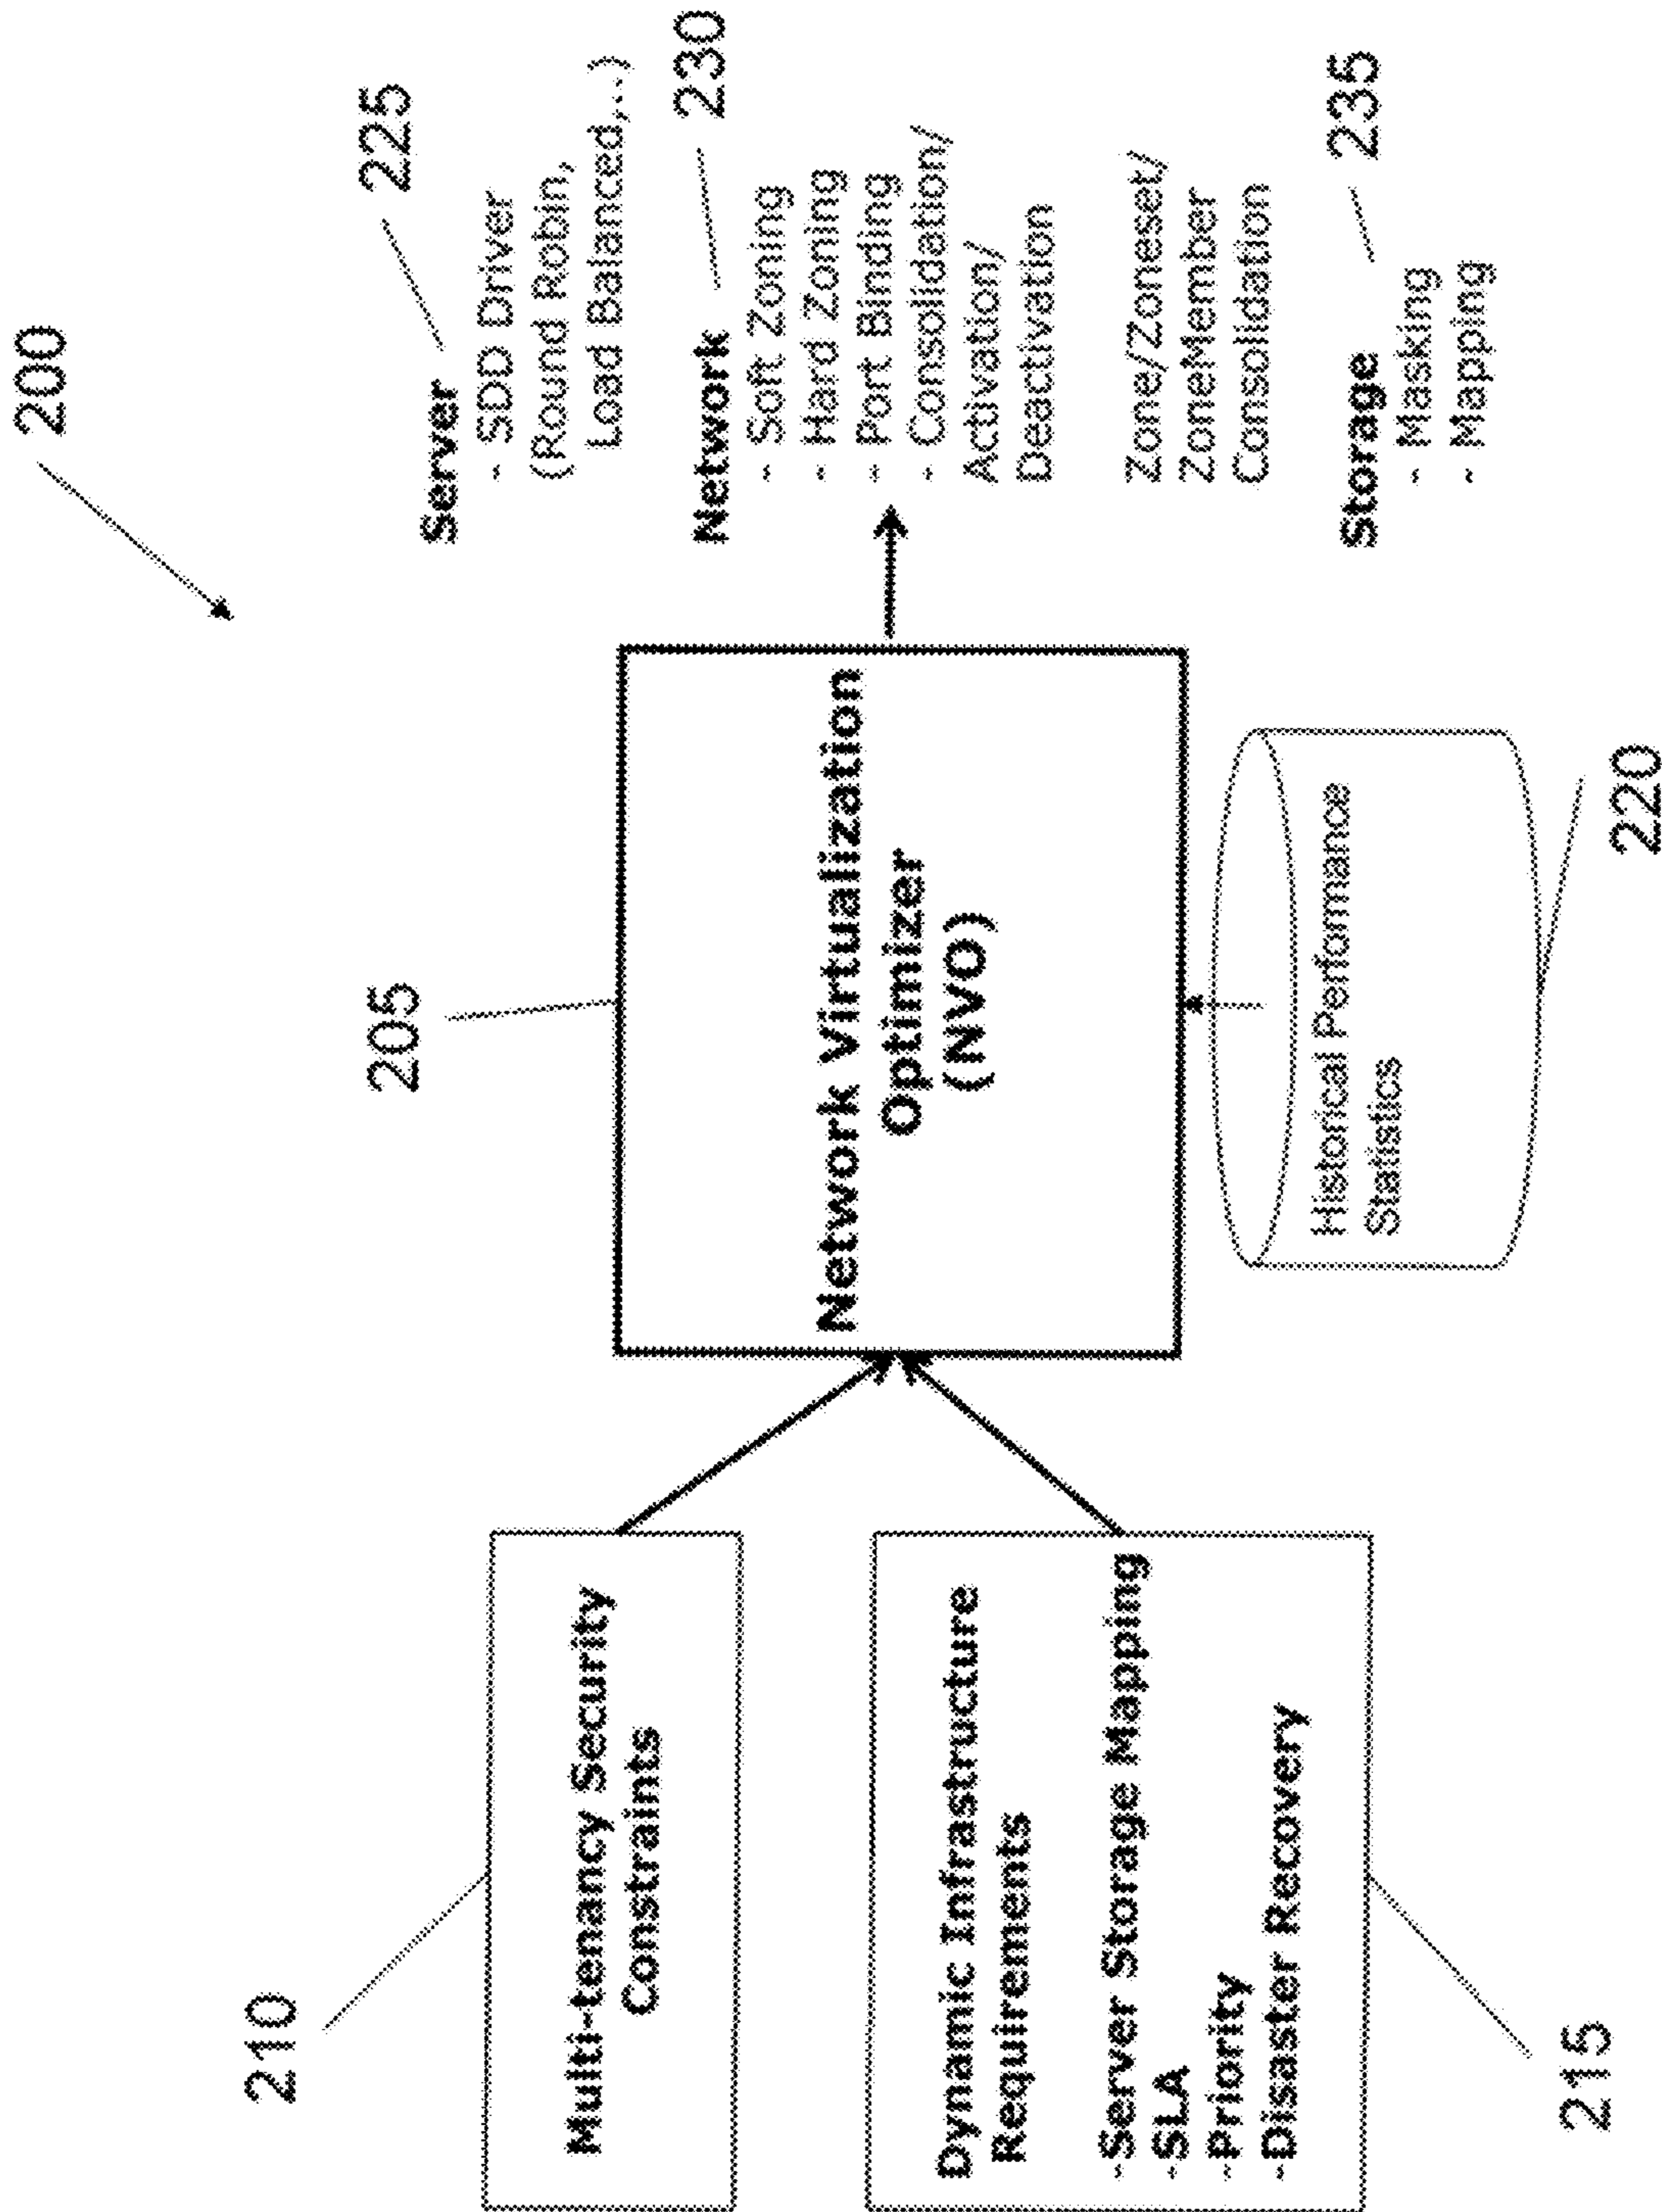 200
205
210
Multi-tenancy Security
Constraints
Dynamic Infrastructure
Requirements
-Server Storage Mapping
-SLA
-Priority
-Disaster Recovery
215
Network Virtualization
Optimizer
(NVO)
Historical Performance
Statistics
220
Server
225
- SDD Driver
(Round Robin,
Load Balanced,..)
Network
230
- Soft Zoning
- Hard Zoning
- Port Binding
- Consolidation/
Activation/
Deactivation
Zone/Zoneset/
ZoneMember
Consolidation
Storage
235
- Masking
- Mapping